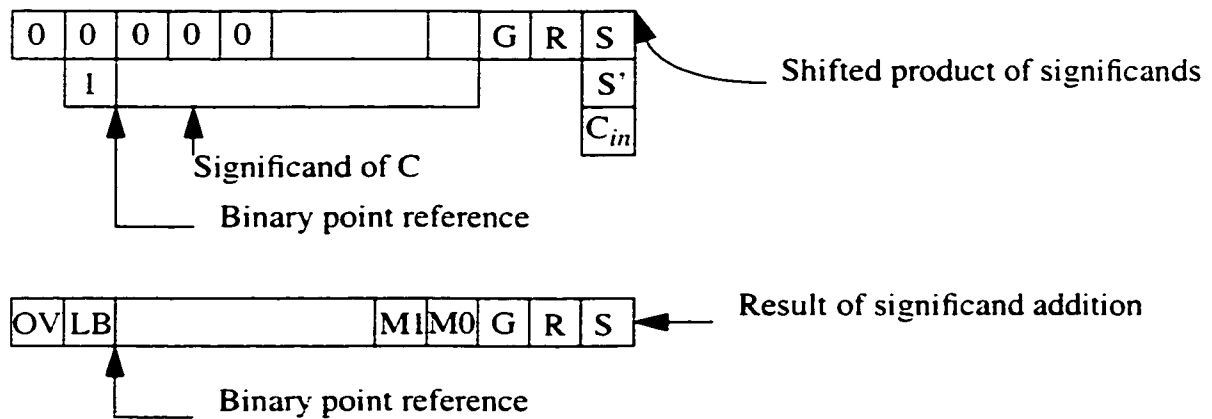 0 0 0 0 0 G R S
Shifted product of significands
1 S'
C_in
Significand of C
Binary point reference
OV LB M1 M0 G R S
Result of significand addition
Binary point reference